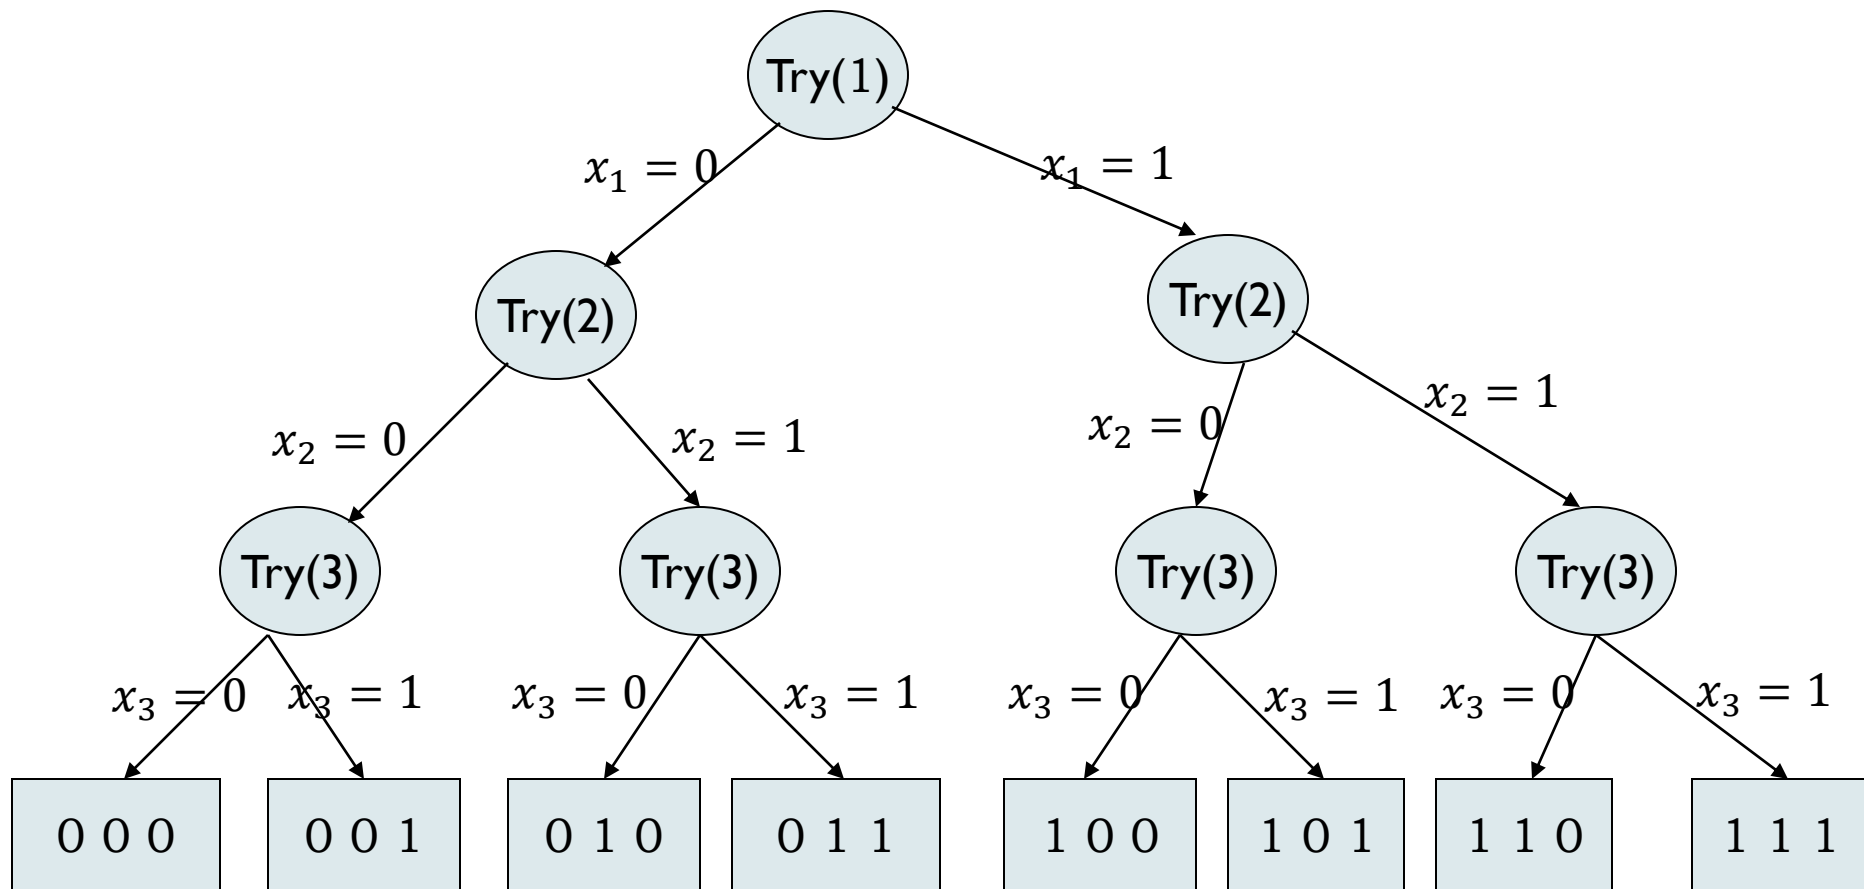 Try(1)
x₁ = 0
x₁ = 1
Try(2)
Try(2)
x₂ = 0
x₂ = 1
x₂ = 0
x₂ = 1
Try(3)
Try(3)
Try(3)
Try(3)
x₃ = 0
x₃ = 1
x₃ = 0
x₃ = 1
x₃ = 0
x₃ = 1
x₃ = 0
x₃ = 1
0 0 0
0 0 1
0 1 0
0 1 1
1 0 0
1 0 1
1 1 0
1 1 1